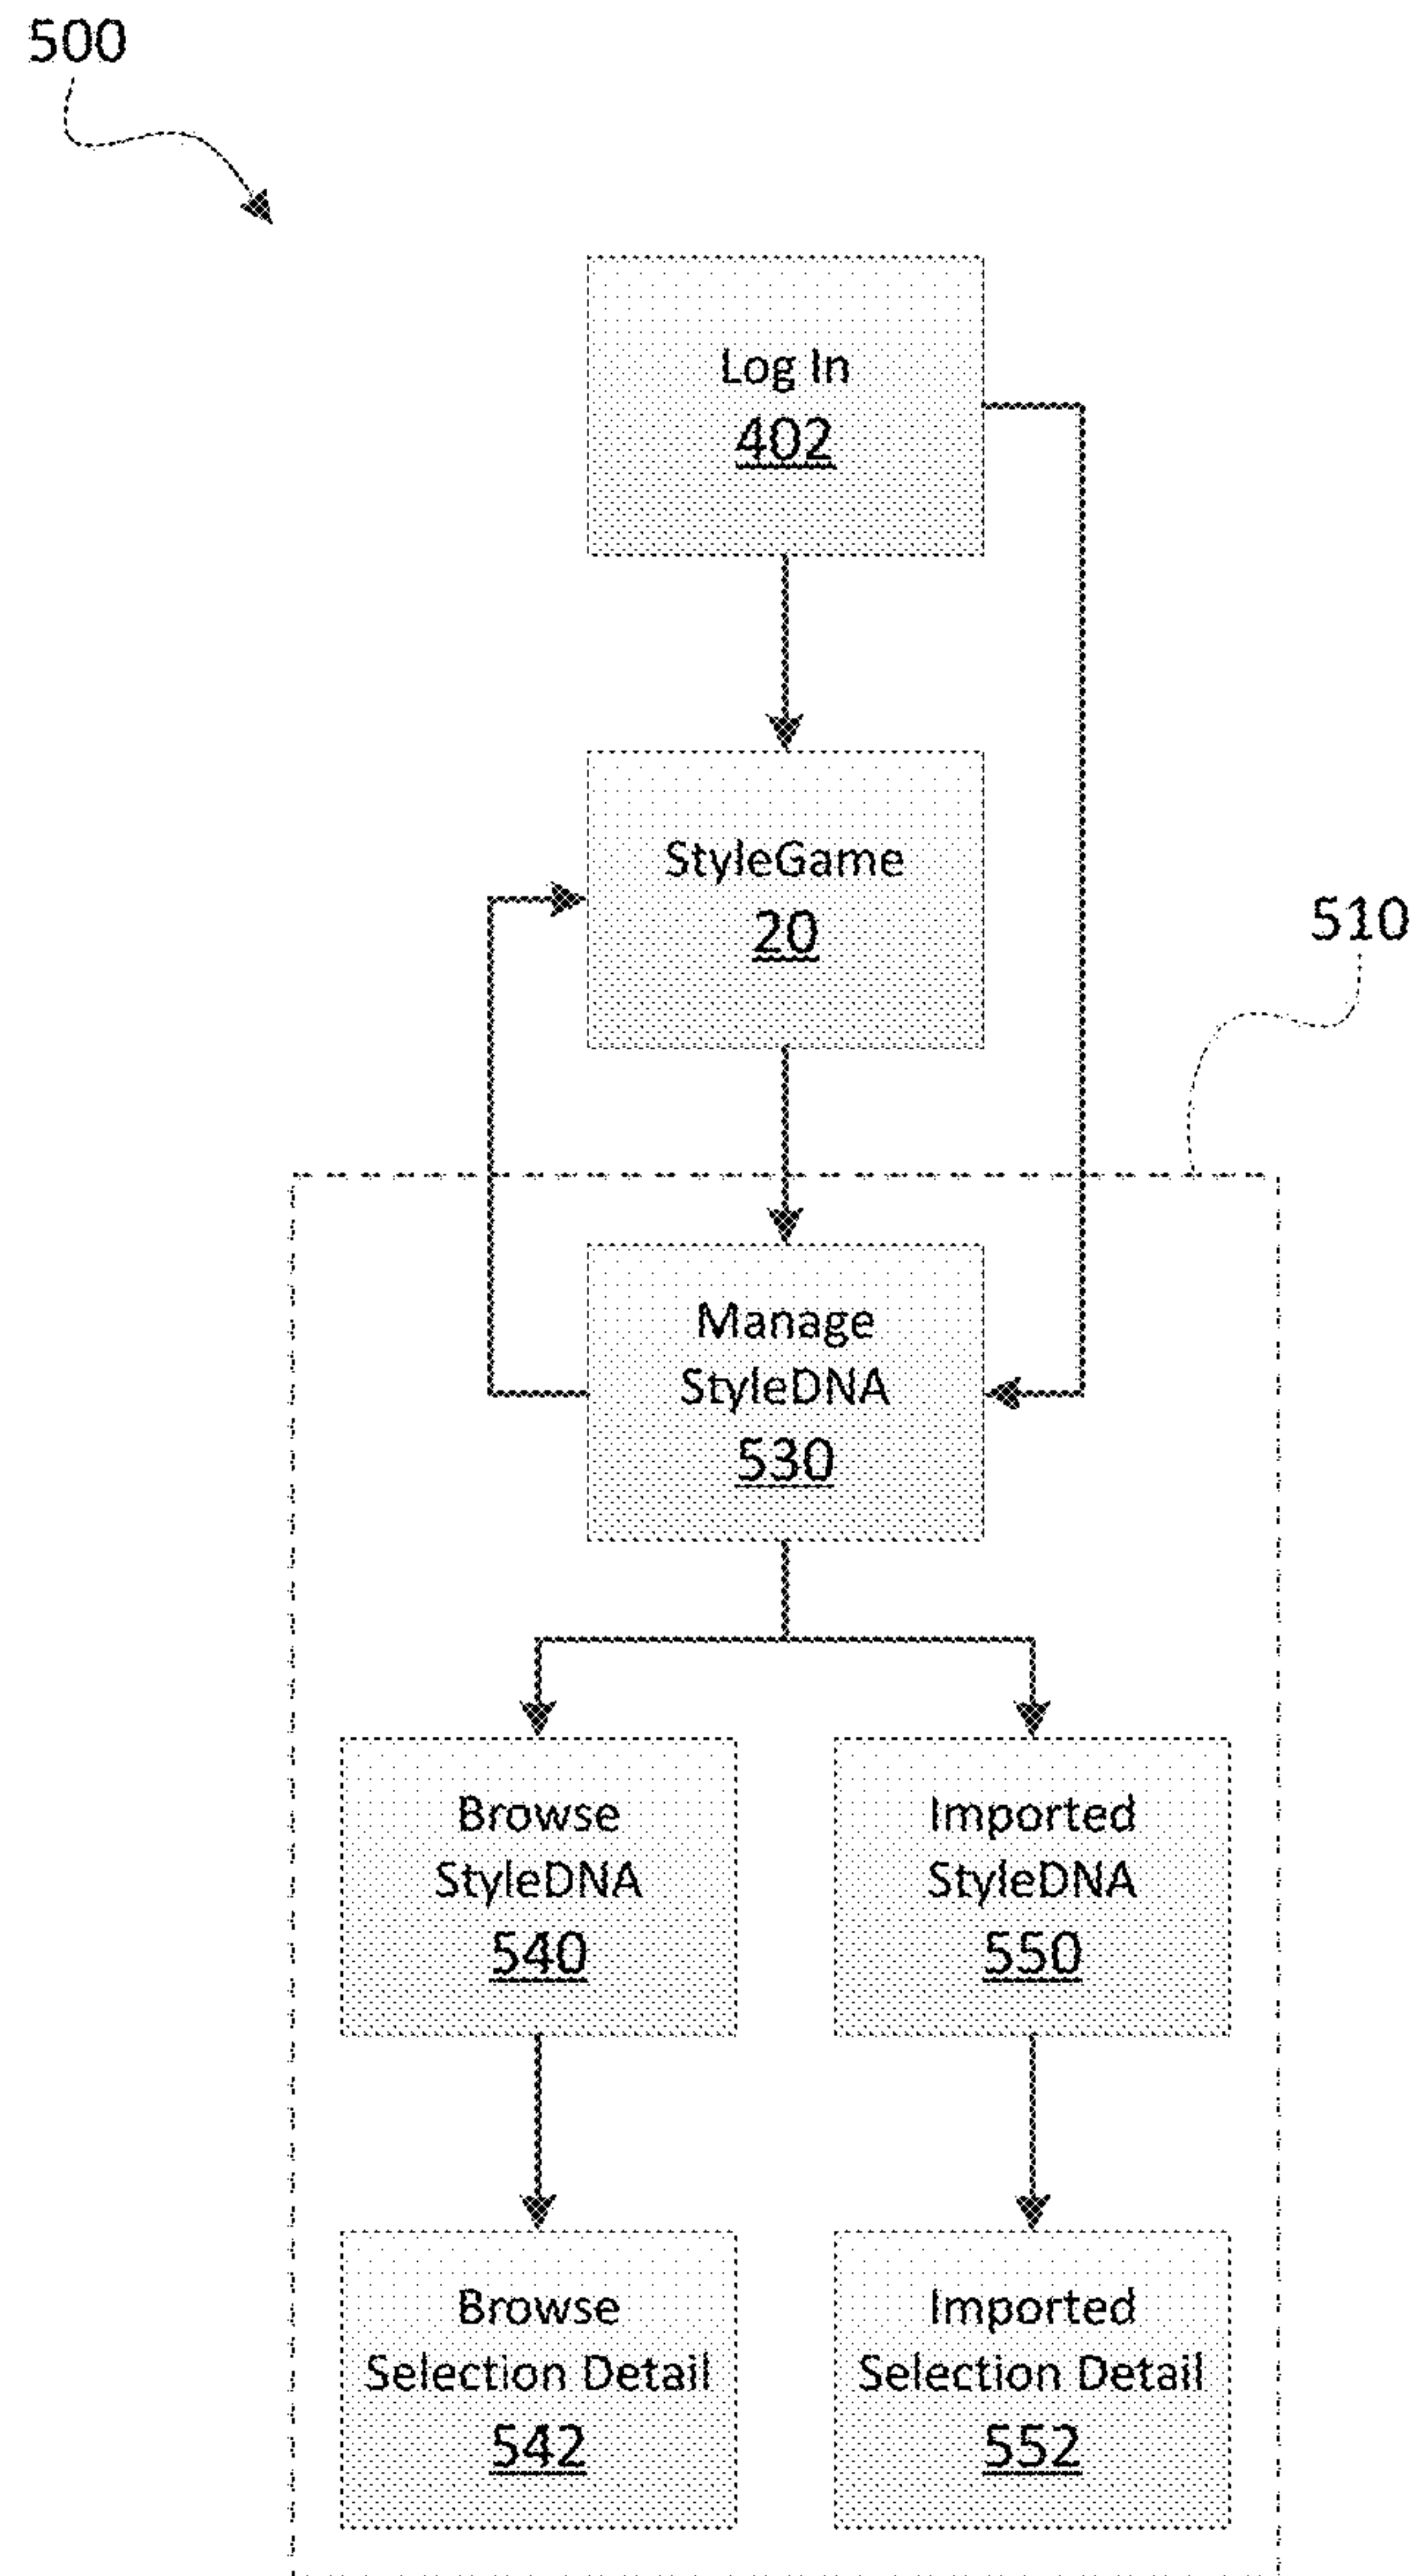 500
Log In
402
StyleGame
20
510
Manage
StyleDNA
530
Browse
StyleDNA
540
Imported
StyleDNA
550
Browse
Selection Detail
542
Imported
Selection Detail
552